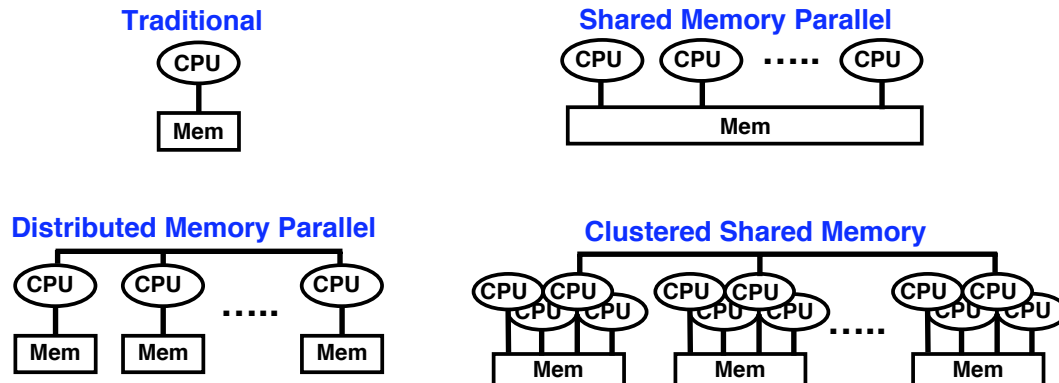 Traditional
CPU
Mem
Shared Memory Parallel
CPU CPU ..... CPU
Mem
Distributed Memory Parallel
CPU CPU ..... CPU
Mem Mem Mem
Clustered Shared Memory
CPU CPU CPU CPU CPU CPU
CPU CPU CPU CPU ..... CPU CPU
Mem Mem Mem